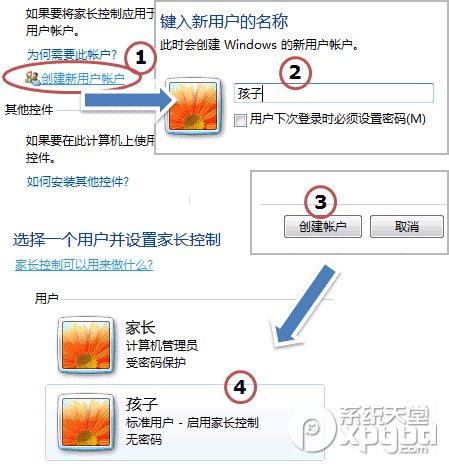 如果要将家长控制应用于
用户帐户。
为何需要此帐户?
创建新用户帐户
1
其他控件
如果要在此计算机上使用
控件。
如何安装其他控件?
键入新用户的名称
此时会创建 Windows 的新用户帐户。
2
孩子
用户下次登录时必须设置密码(M)
3
创建帐户
取消
选择一个用户并设置家长控制
家长控制可以用来做什么?
用户
家长
计算机管理员
受密码保护
4
孩子
标准用户 - 启用家长控制
无密码
系统天堂
xpgod.com